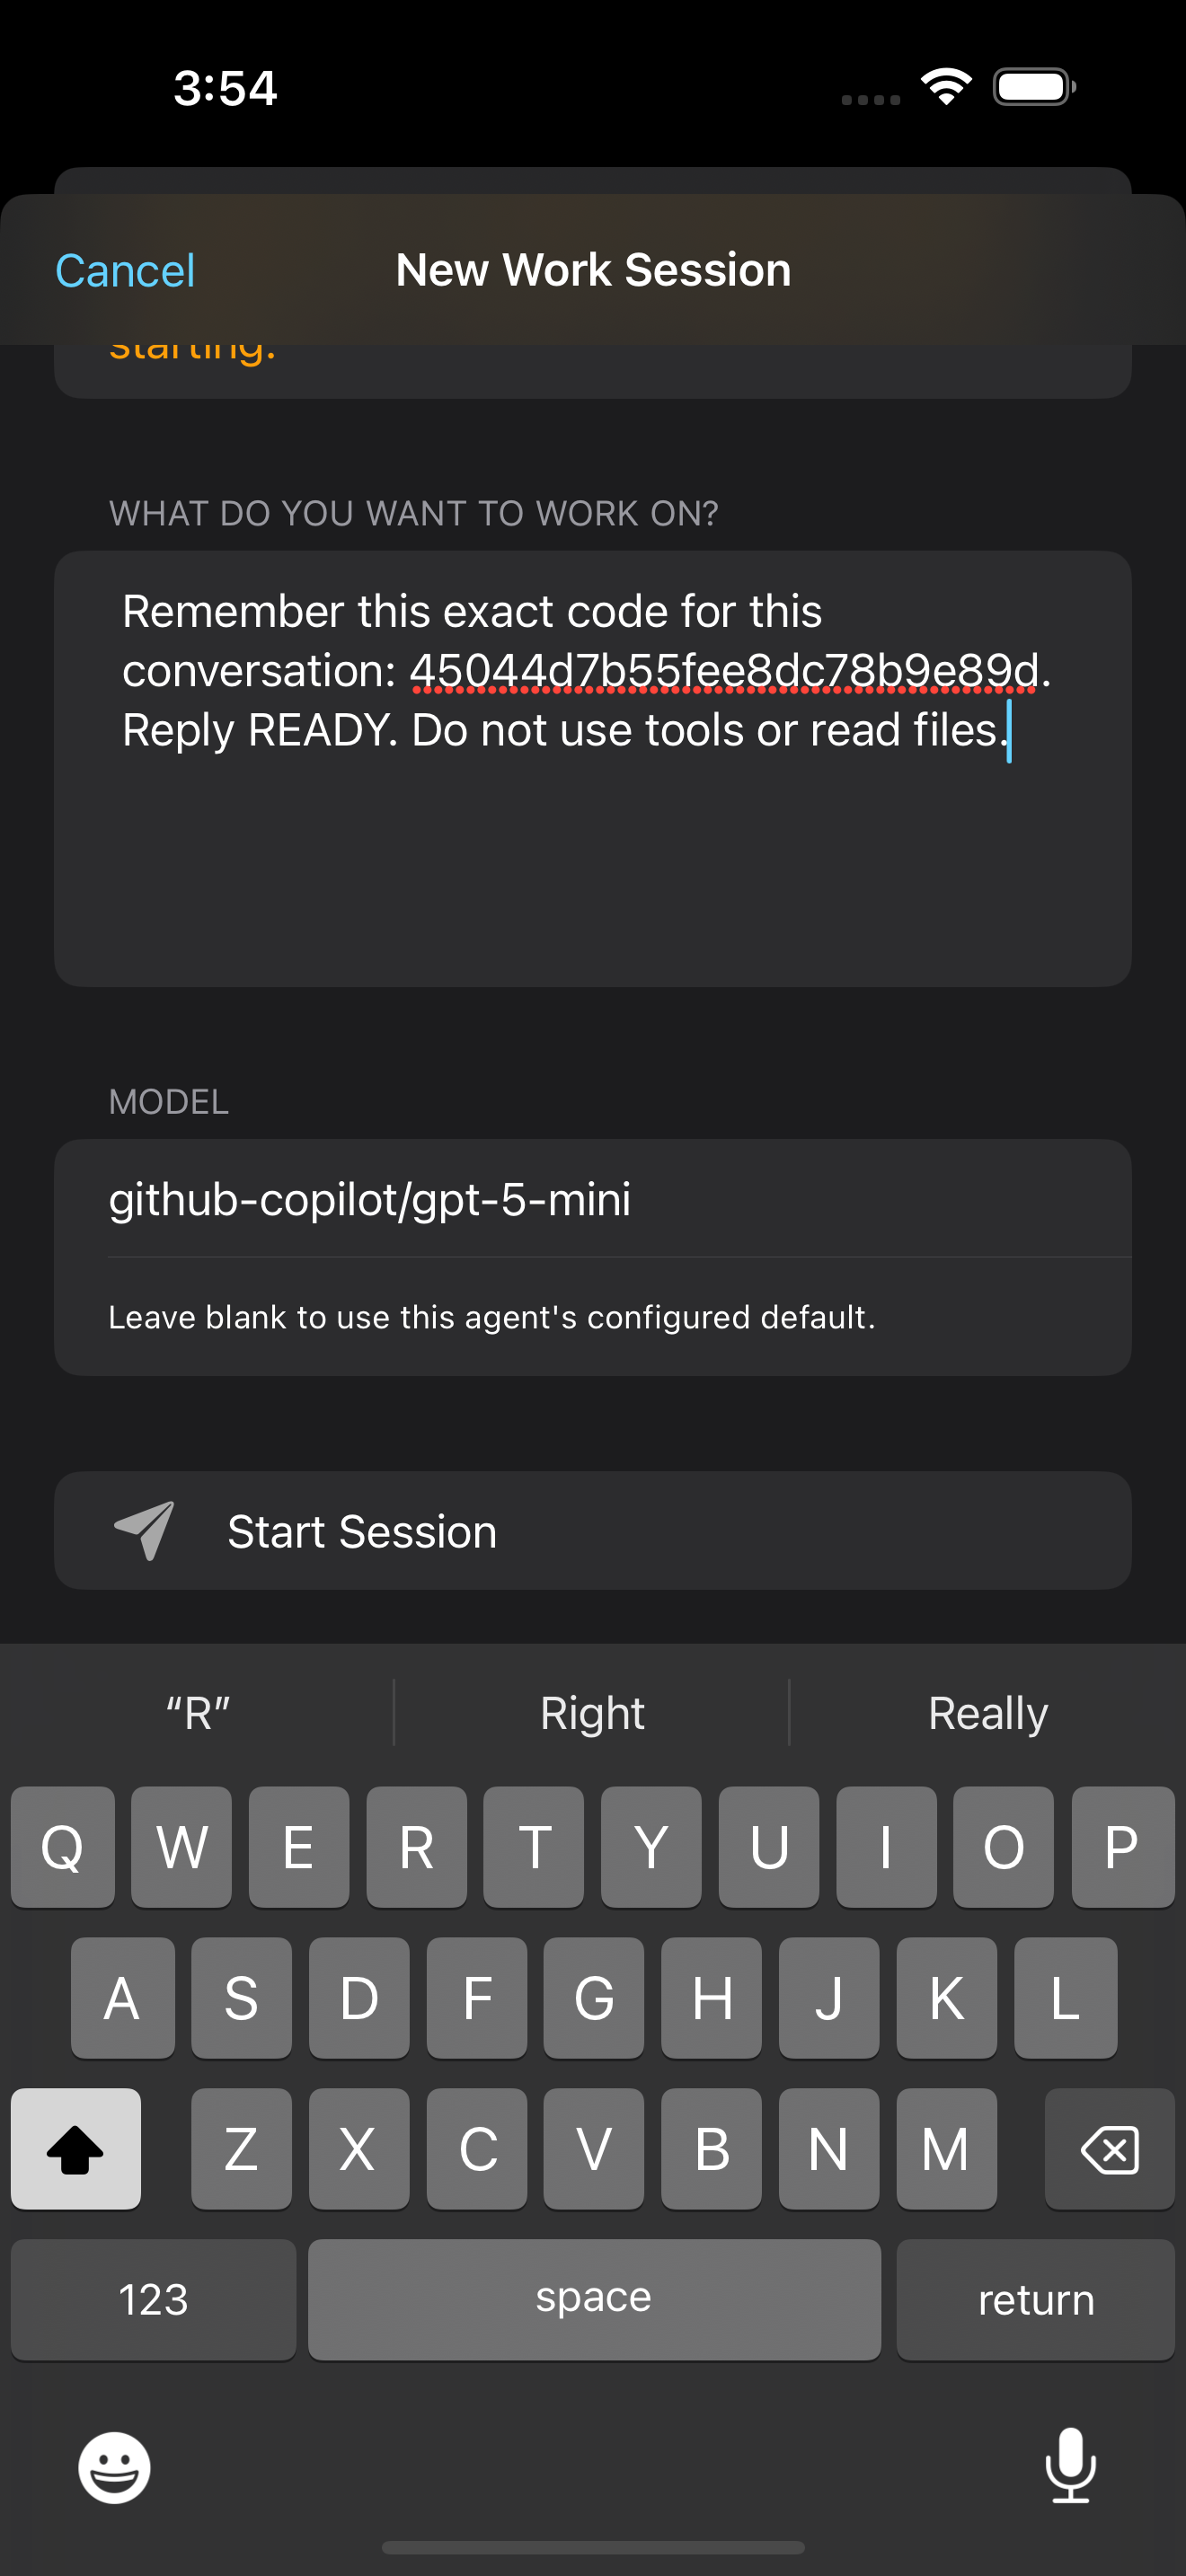 3:54
Cancel
New Work Session
starting.
WHAT DO YOU WANT TO WORK ON?
Remember this exact code for this
conversation: 45044d7b55fee8dc78b9e89d.
Reply READY. Do not use tools or read files.
MODEL
github-copilot/gpt-5-mini
Leave blank to use this agent's configured default.
Start Session
“R” Right Really
Q W E R T Y U I O P
A S D F G H J K L
Z X C V B N M
123 space return